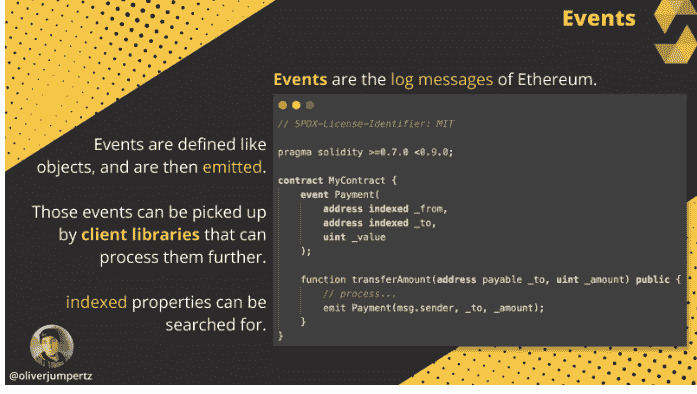 Events
Events are the log messages of Ethereum.
Events are defined like
objects, and are then emitted.
Those events can be picked up
by client libraries that can
process them further.
indexed properties can be
searched for.
// SPDX-License-Identifier: MIT
pragma solidity >=0.7.0 <0.9.0;
contract MyContract {
event Payment(
address indexed _from,
address indexed _to,
uint _value
);
function transferAmount(address payable _to, uint _amount) public {
// process...
emit Payment(msg.sender, _to, _amount);
}
}
@oliverjumpertz